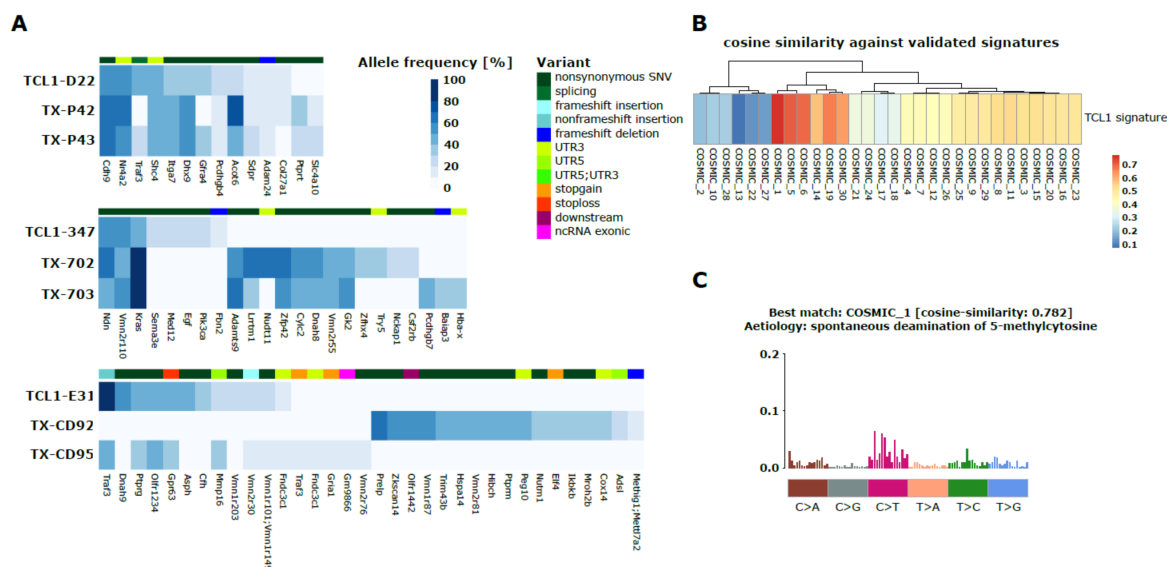 A
Allele frequency [%]
100
80
60
40
20
0
Variant
nonsynonymous SNV
splicing
frameshift insertion
nonframeshift insertion
frameshift deletion
UTR3
UTR5
UTR5;UTR3
stopgain
stoploss
downstream
ncRNA exonic
TCL1-D22
TX-P42
TX-P43
Cdh9
Nr4a2
Traf3
Shc4
Itga7
Dhx9
Gfra4
Pcdhgb4
Acot6
Sdpr
Adam24
Col27a1
Ptprt
Slc4a10
TCL1-347
TX-702
TX-703
Ndn
Vmn2r110
Kras
Sema3e
Med12
Egf
Pik3ca
Fbn2
Adamts9
Lrrtm1
Nudt11
Zfp42
Cylc2
Dnah8
Vmn2r55
Gk2
Zfhx4
Try5
Nckap1
Csf2rb
Pcdhgb7
Baiap3
Hba-x
TCL1-E31
TX-CD92
TX-CD95
Traf3
Dnah9
Ptprg
Olfr1234
Gpn63
Asph
Cfh
Mmp16
Vmn1r203
Vmn2r30
Fndc3c1
Traf3
Fndc3c1
Gria1
Gm9866
Vmn2r76
Prelp
Zkscan14
Olfr1442
Vmn1r87
Trim43b
Hspa14
Vmn2r81
Hibch
Ptprm
Peg10
Nutm1
Elf4
Ikbkb
Mroh2b
Cox14
Adsl
Methig1;Mettl7a2
B
cosine similarity against validated signatures
TCL1 signature
COSMIC_2
COSMIC_10
COSMIC_28
COSMIC_13
COSMIC_22
COSMIC_27
COSMIC_1
COSMIC_5
COSMIC_6
COSMIC_14
COSMIC_19
COSMIC_30
COSMIC_21
COSMIC_24
COSMIC_17
COSMIC_18
COSMIC_4
COSMIC_7
COSMIC_12
COSMIC_26
COSMIC_25
COSMIC_9
COSMIC_29
COSMIC_8
COSMIC_11
COSMIC_3
COSMIC_15
COSMIC_20
COSMIC_16
COSMIC_23
0.7
0.6
0.5
0.4
0.3
0.2
0.1
C
Best match: COSMIC_1 [cosine-similarity: 0.782]
Aetiology: spontaneous deamination of 5-methylcytosine
0.2
0.1
0.0
C>A
C>G
C>T
T>A
T>C
T>G